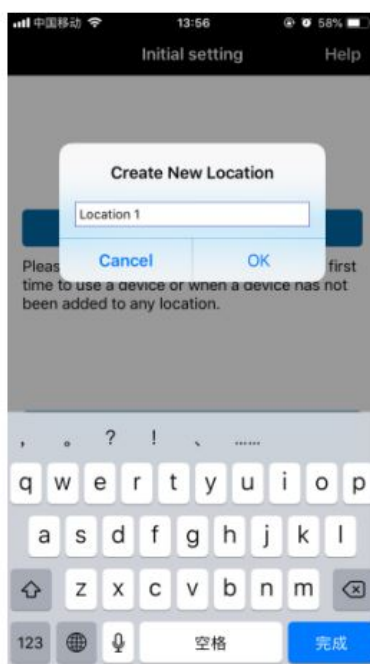 中国移动 13:56 58%
Initial setting Help
Create New Location
Location 1
Cancel OK
Pleas first
time to use a device or when a device has not
been added to any location.
， 。 ? ! 、 ……
q w e r t y u i o p
a s d f g h j k l
z x c v b n m
123 空格 完成